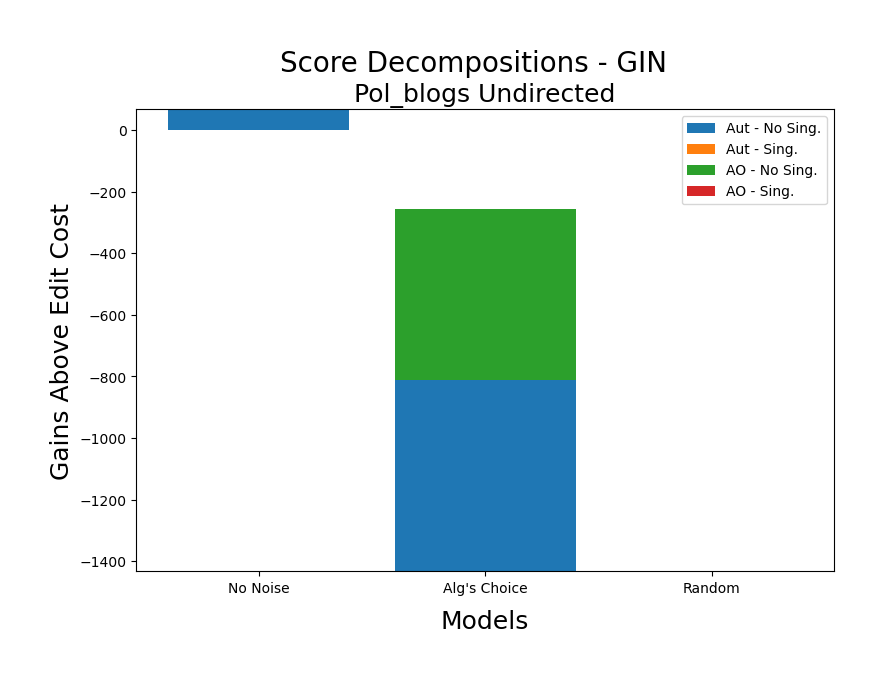 Score Decompositions - GIN
Pol_blogs Undirected
Gains Above Edit Cost
0
−200
−400
−600
−800
−1000
−1200
−1400
Aut - No Sing.
Aut - Sing.
AO - No Sing.
AO - Sing.
No Noise
Alg's Choice
Random
Models